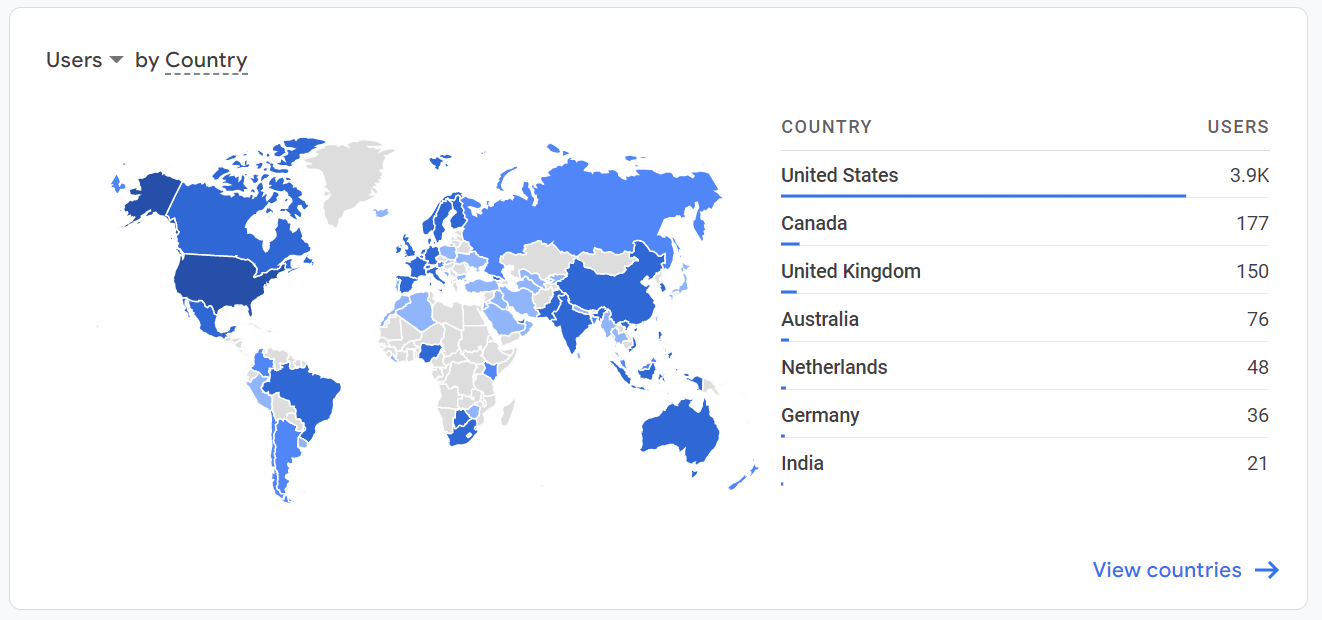 Users by Country
COUNTRY USERS
United States 3.9K
Canada 177
United Kingdom 150
Australia 76
Netherlands 48
Germany 36
India 21
View countries